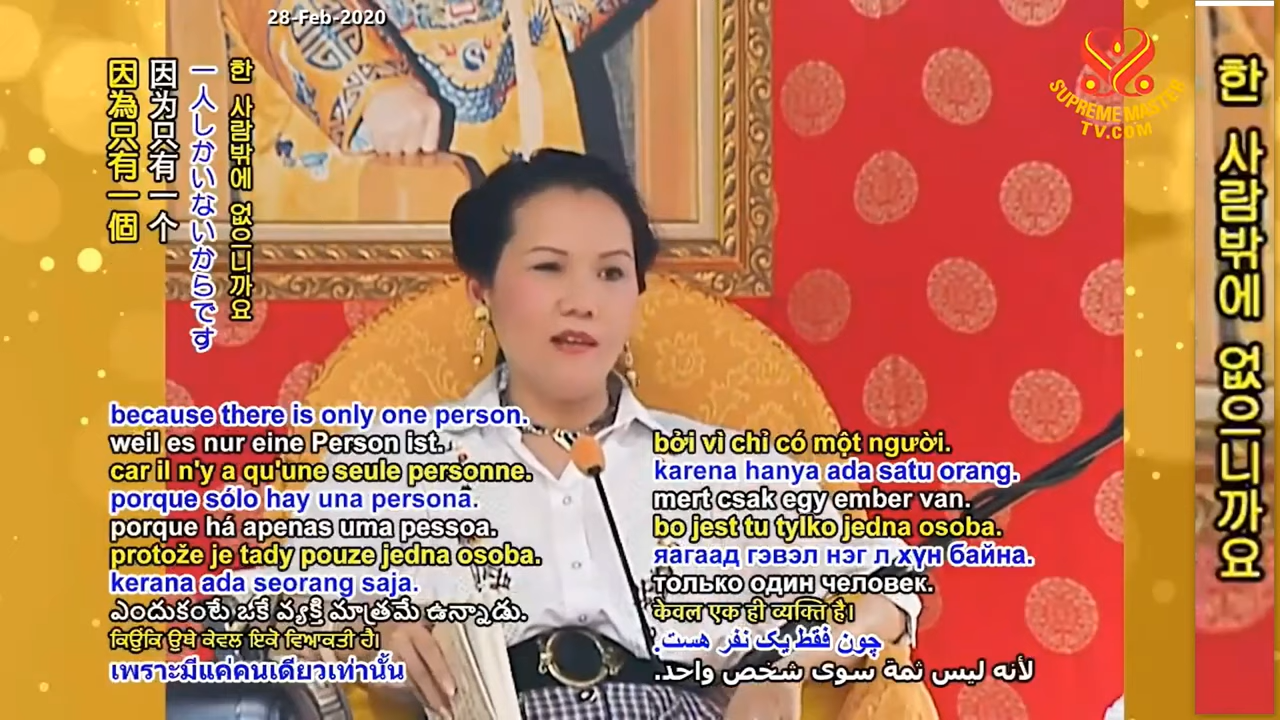 28-Feb-2020
SUPREME MASTER
TV.COM
한 사람밖에 없으니까요
一人しかいないからです
因为只有一个
因為只有一個
because there is only one person.
weil es nur eine Person ist.
car il n'y a qu'une seule personne.
porque sólo hay una persona.
porque há apenas uma pessoa.
protože je tady pouze jedna osoba.
kerana ada seorang saja.
ఎందుకంటే ఒకే వ్యక్తి మాత్రమే ఉన్నాడు.
ਕਿਉਂਕਿ ਉਥੇ ਕੇਵਲ ਇਕੋ ਵਿਆਕਤੀ ਹੈ।
เพราะมีแค่คนเดียวเท่านั้น
bởi vì chỉ có một người.
karena hanya ada satu orang.
mert csak egy ember van.
bo jest tu tylko jedna osoba.
яагаад гэвэл нэг л хүн байна.
только один человек.
केवल एक ही व्यक्ति है।
چون فقط یک نفر هست.
لأنه ليس ثمة سوى شخص واحد.
한 사람밖에 없으니까요